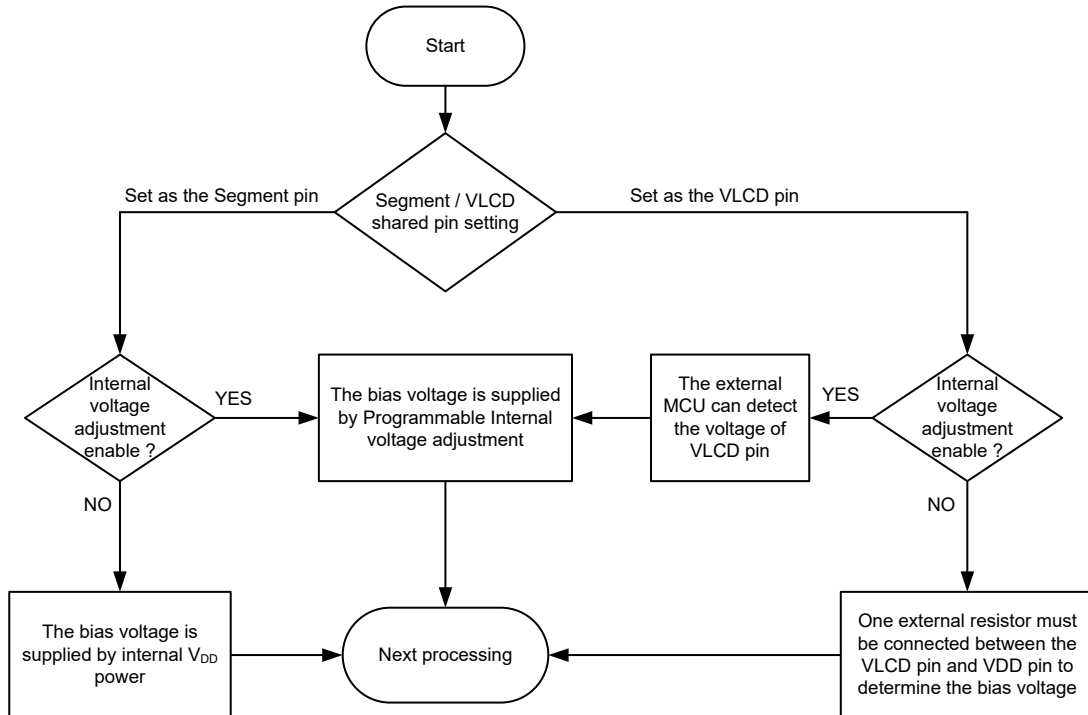 Start
Set as the Segment pin
Segment / VLCD
shared pin setting
Set as the VLCD pin
Internal
voltage
adjustment
enable ?
YES
NO
The bias voltage is supplied
by Programmable Internal
voltage adjustment
The external
MCU can detect
the voltage of
VLCD pin
YES
Internal
voltage
adjustment
enable ?
NO
The bias voltage is
supplied by internal VDD
power
Next processing
One external resistor must
be connected between the
VLCD pin and VDD pin to
determine the bias voltage